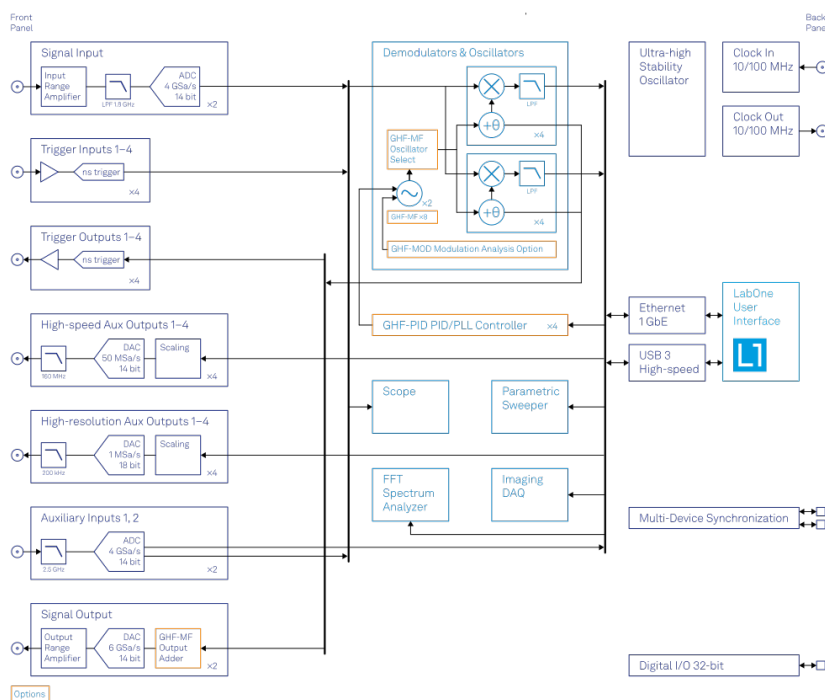 Front
Panel
Back
Pane
Signal Input
Input
Range
Amplifier
LPF 1.8 GHz
ADC
4 GSa/s
14 bit
×2
Trigger Inputs 1–4
ns trigger
×4
Trigger Outputs 1–4
ns trigger
×4
High-speed Aux Outputs 1–4
160 MHz
DAC
50 MSa/s
14 bit
Scaling
×4
High-resolution Aux Outputs 1–4
200 kHz
DAC
1 MSa/s
18 bit
Scaling
×4
Auxiliary Inputs 1, 2
2.5 GHz
ADC
4 GSa/s
14 bit
×2
Signal Output
Output
Range
Amplifier
DAC
6 GSa/s
14 bit
GHF-MF
Output
Adder
×2
Options
Demodulators & Oscillators
LPF
+θ
×4
GHF-MF
Oscillator
Select
×2
GHF-MF ×8
LPF
+θ
×4
GHF-MOD Modulation Analysis Option
GHF-PID PID/PLL Controller ×4
Scope
Parametric
Sweeper
FFT
Spectrum
Analyzer
Imaging
DAQ
Ultra-high
Stability
Oscillator
Clock In
10/100 MHz
Clock Out
10/100 MHz
Ethernet
1 GbE
USB 3
High-speed
LabOne
User
Interface
L1
Multi-Device Synchronization
Digital I/O 32-bit